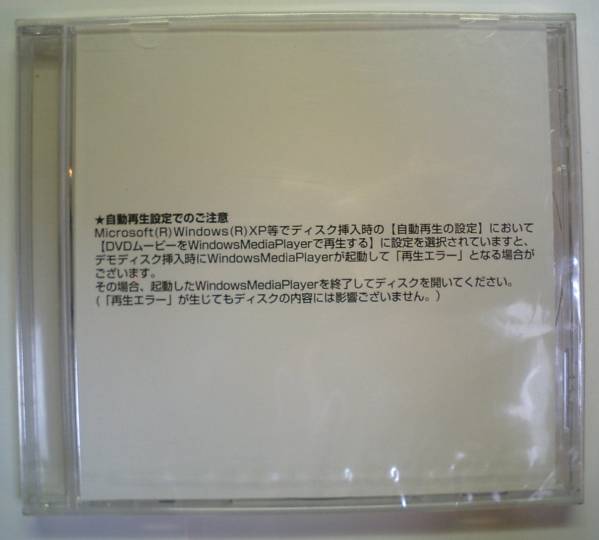 ★自動再生設定でのご注意
Microsoft(R)Windows(R)XP等でディスク挿入時の【自動再生の設定】において
【DVDムービーをWindowsMediaPlayerで再生する】に設定を選択されていますと、
デモディスク挿入時にWindowsMediaPlayerが起動して「再生エラー」となる場合が
ございます。
その場合、起動したWindowsMediaPlayerを終了してディスクを開いてください。
(「再生エラー」が生じてもディスクの内容には影響ございません。)